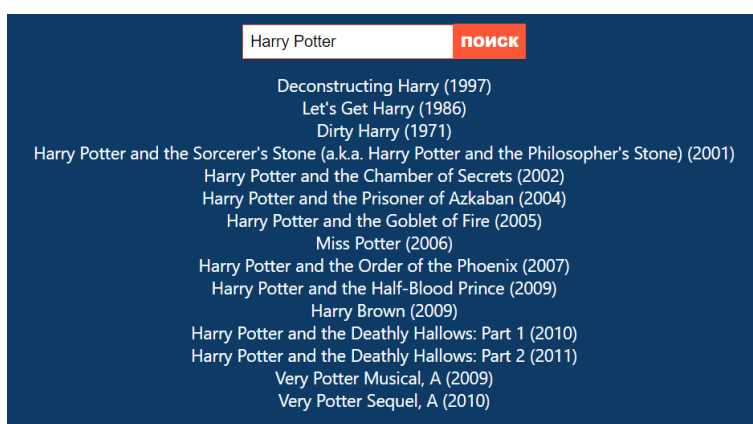 Harry Potter поиск
Deconstructing Harry (1997)
Let's Get Harry (1986)
Dirty Harry (1971)
Harry Potter and the Sorcerer's Stone (a.k.a. Harry Potter and the Philosopher's Stone) (2001)
Harry Potter and the Chamber of Secrets (2002)
Harry Potter and the Prisoner of Azkaban (2004)
Harry Potter and the Goblet of Fire (2005)
Miss Potter (2006)
Harry Potter and the Order of the Phoenix (2007)
Harry Potter and the Half-Blood Prince (2009)
Harry Brown (2009)
Harry Potter and the Deathly Hallows: Part 1 (2010)
Harry Potter and the Deathly Hallows: Part 2 (2011)
Very Potter Musical, A (2009)
Very Potter Sequel, A (2010)